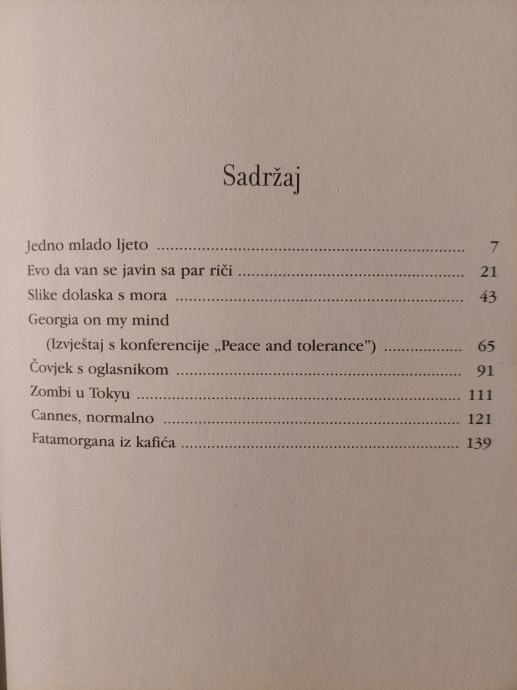 Sadržaj
Jedno mlado ljeto ........................................................ 7
Evo da van se javin sa par riči ......................................... 21
Slike dolaska s mora .................................................... 43
Georgia on my mind
(Izvještaj s konferencije „Peace and tolerance”) ............... 65
Čovjek s oglasnikom .................................................... 91
Zombi u Tokyu ............................................................ 111
Cannes, normalno ...................................................... 121
Fatamorgana iz kafića .................................................. 139